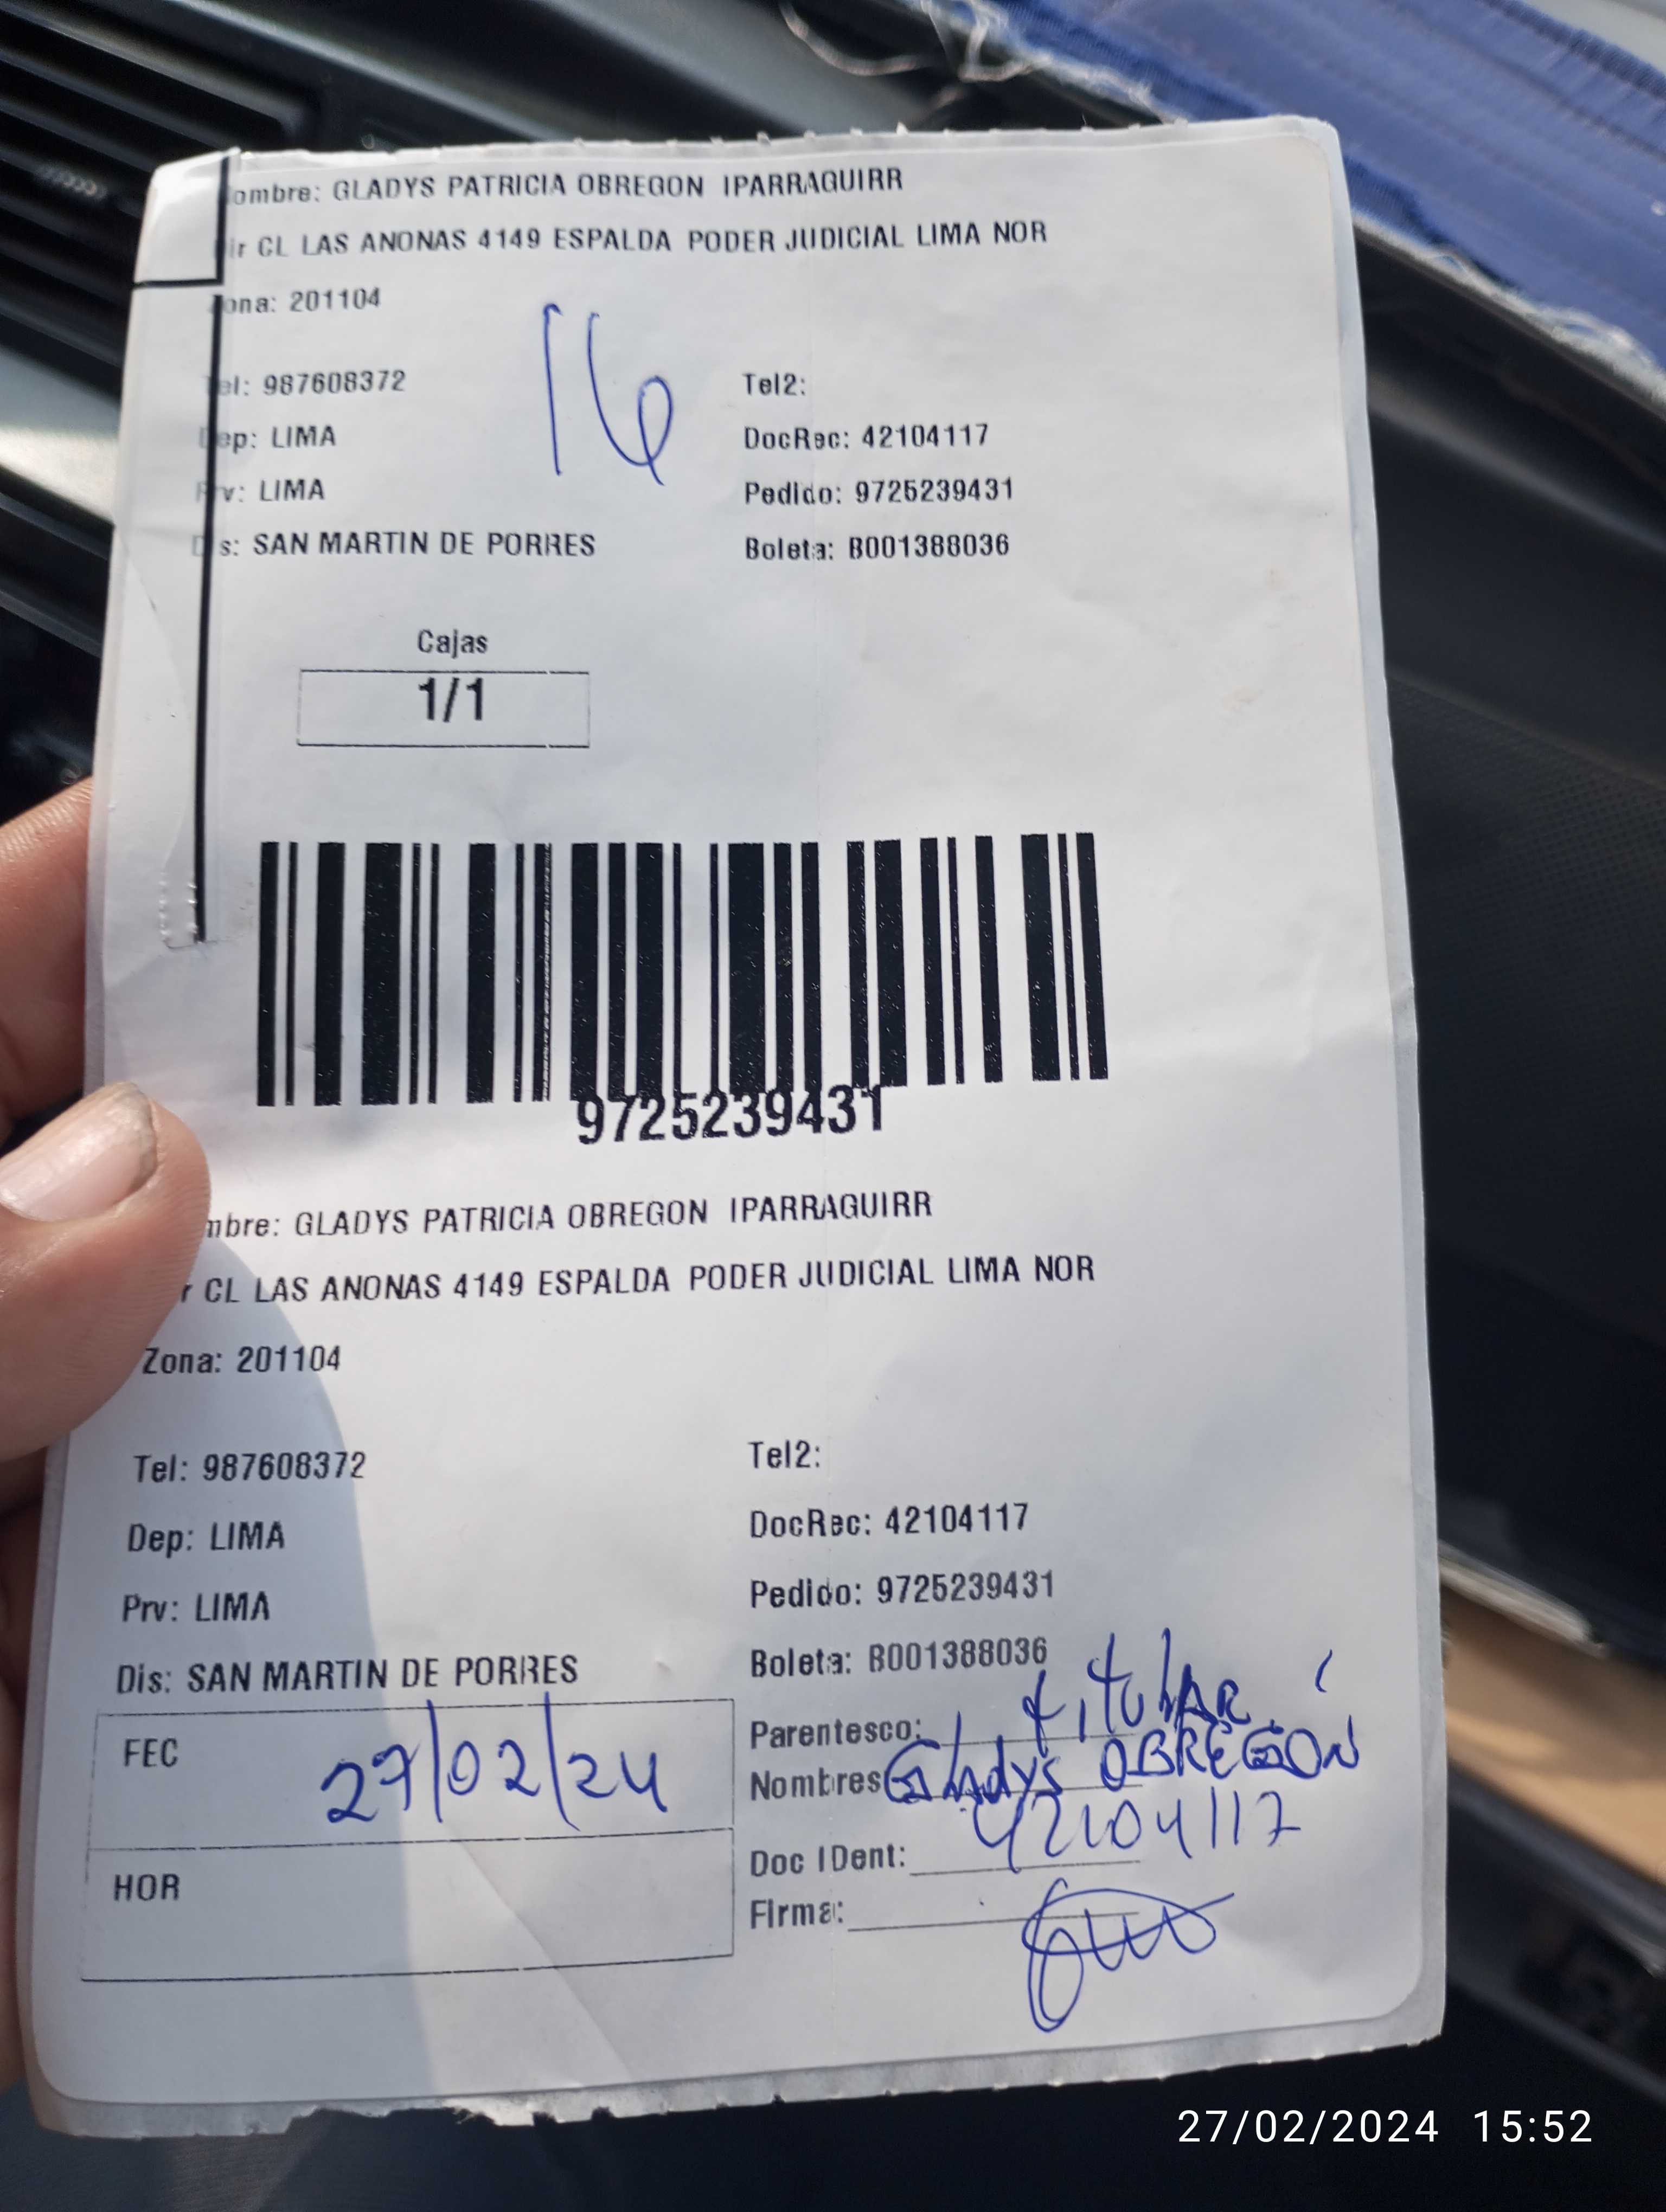 ombre: GLADYS PATRICIA OBREGON IPARRAGUIRR
ir CL LAS ANONAS 4149 ESPALDA PODER JUDICIAL LIMA NOR
ona: 201104
16
Tel: 987608372 Tel2:
Dep: LIMA DocRec: 42104117
Prv: LIMA Pedido: 9725239431
Dis: SAN MARTIN DE PORRES Boleta: B001388036
Cajas
1/1
9725239431
mbre: GLADYS PATRICIA OBREGON IPARRAGUIRR
r CL LAS ANONAS 4149 ESPALDA PODER JUDICIAL LIMA NOR
Zona: 201104
Tel: 987608372 Tel2:
Dep: LIMA DocRec: 42104117
Prv: LIMA Pedido: 9725239431
Dis: SAN MARTIN DE PORRES Boleta: B001388036
FEC 27/02/24
HOR
Parentesco: titular
Nombres Gladys OBREGÓN
Doc IDent: 42104117
Firma:
27/02/2024 15:52